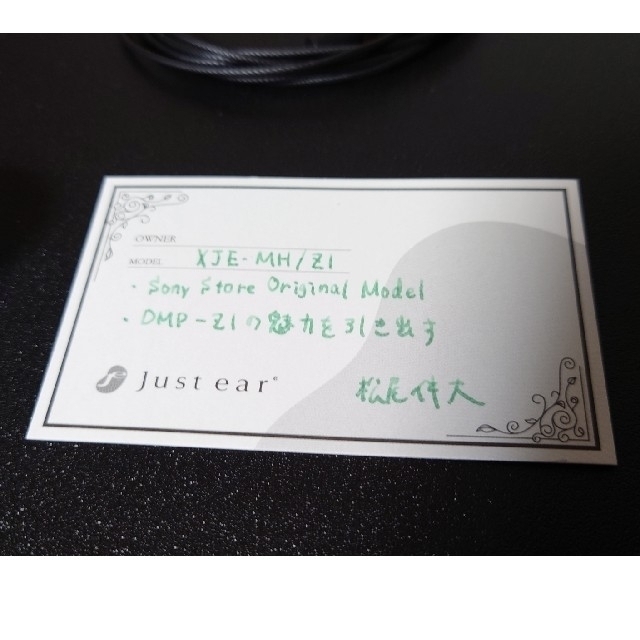 OWNER
MODEL XJE-MH/Z1
・Sony Store Original Model
・DMP-Z1の魅力を引き出す
Just ear
松尾伴大